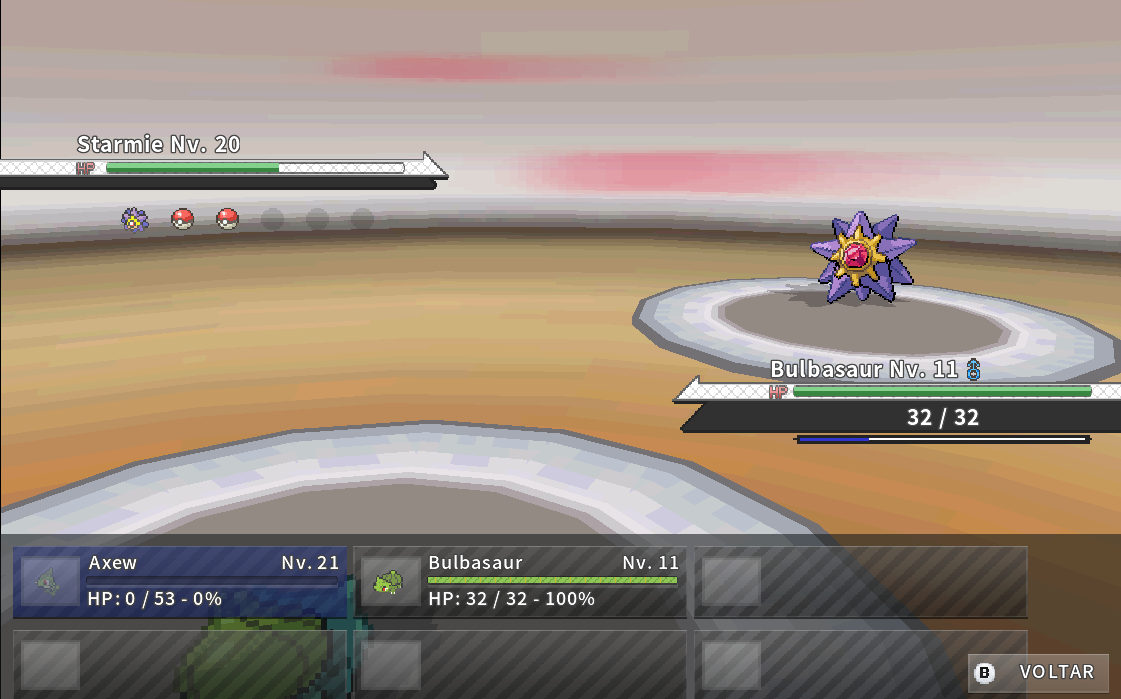 Starmie Nv. 20
HP
Bulbasaur Nv. 11 ♂
HP
32 / 32
Axew Nv. 21
HP: 0 / 53 - 0%
Bulbasaur Nv. 11
HP: 32 / 32 - 100%
B VOLTAR